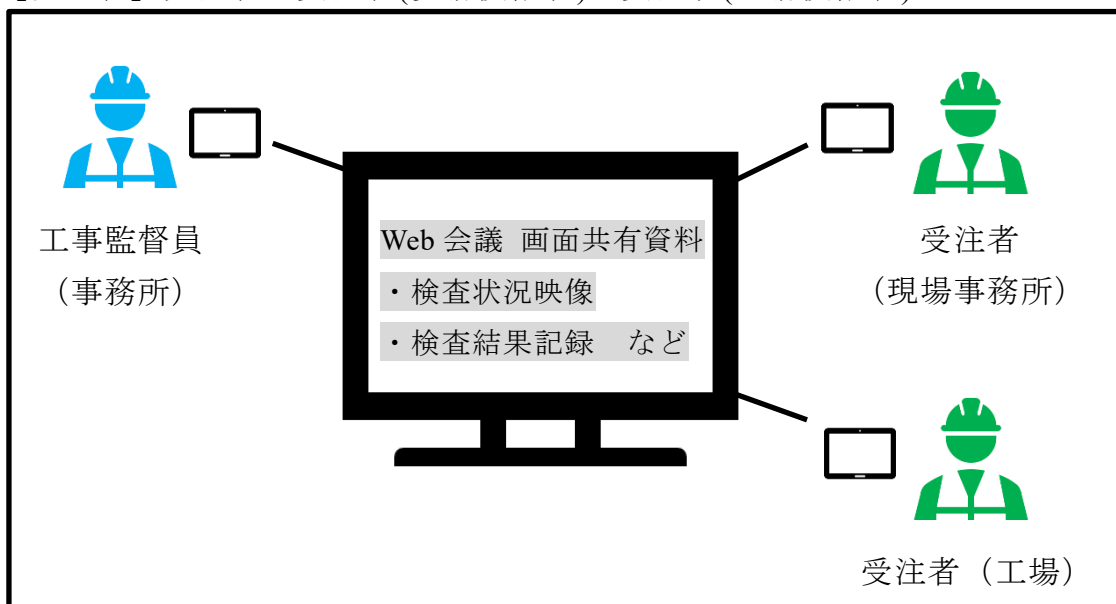 工事監督員
（事務所）
Web 会議 画面共有資料
・検査状況映像
・検査結果記録　など
受注者
（現場事務所）
受注者（工場）